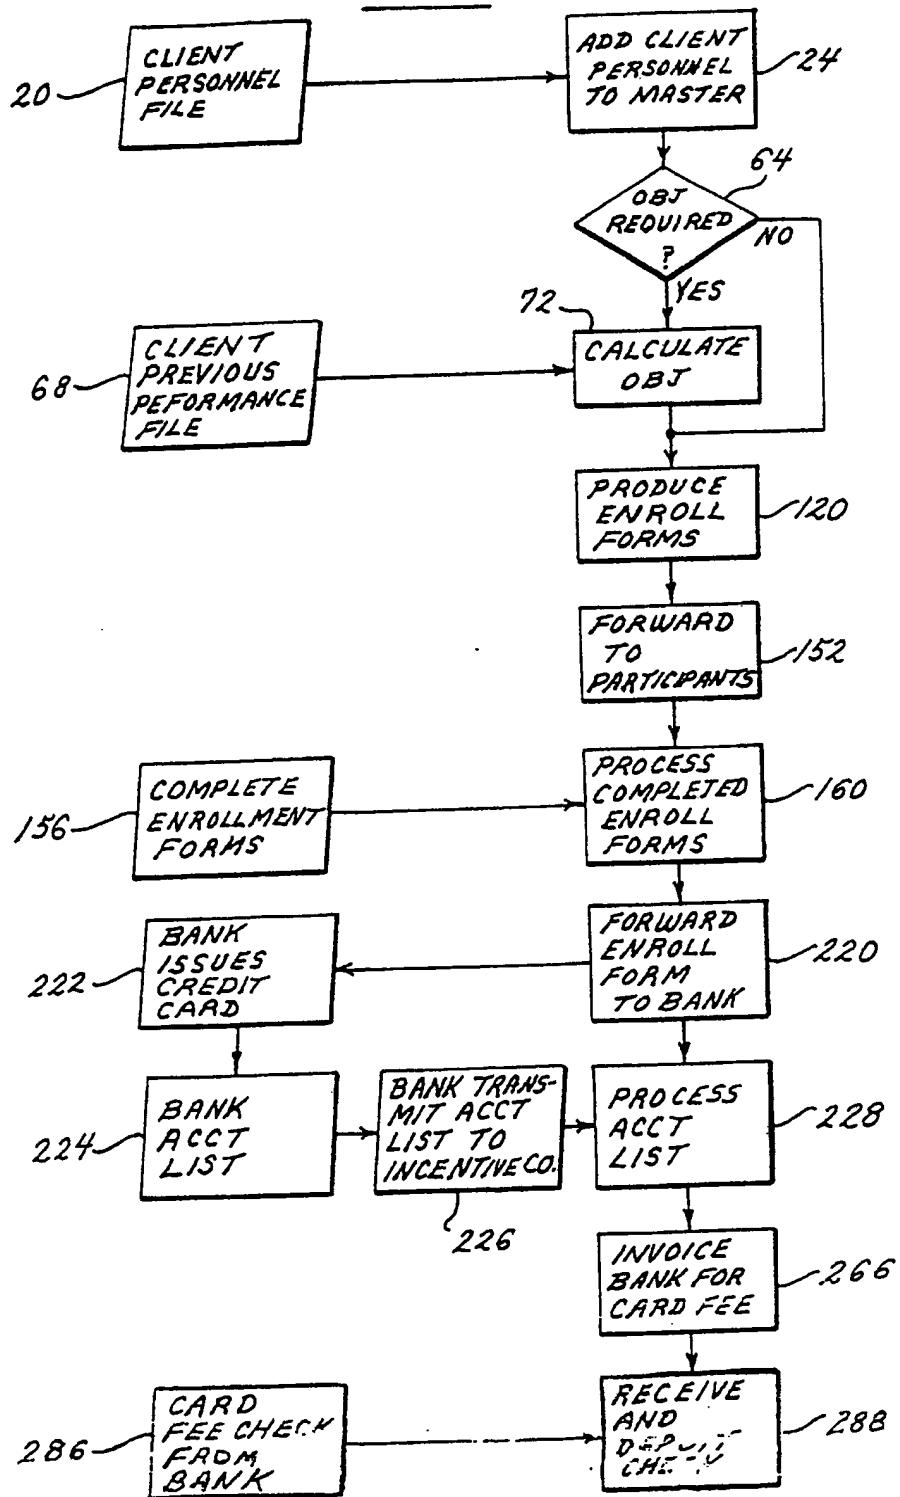 CLIENT
PERSONNEL
FILE
20
ADD CLIENT
PERSONNEL
TO MASTER
24
OBJ
REQUIRED
?
64
NO
YES
CLIENT
PREVIOUS
PEFORMANCE
FILE
68
72
CALCULATE
OBJ
PRODUCE
ENROLL
FORMS
120
FORWARD
TO
PARTICIPANTS
152
COMPLETE
ENROLLMENT
FORMS
156
PROCESS
COMPLETED
ENROLL
FORMS
160
FORWARD
ENROLL
FORM
TO BANK
220
BANK
ISSUES
CREDIT
CARD
222
BANK
ACCT
LIST
224
BANK TRANS-
MIT ACCT
LIST TO
INCENTIVE CO.
226
PROCESS
ACCT
LIST
228
INVOICE
BANK FOR
CARD FEE
266
CARD
FEE CHECK
FROM
BANK
286
RECEIVE
AND
288